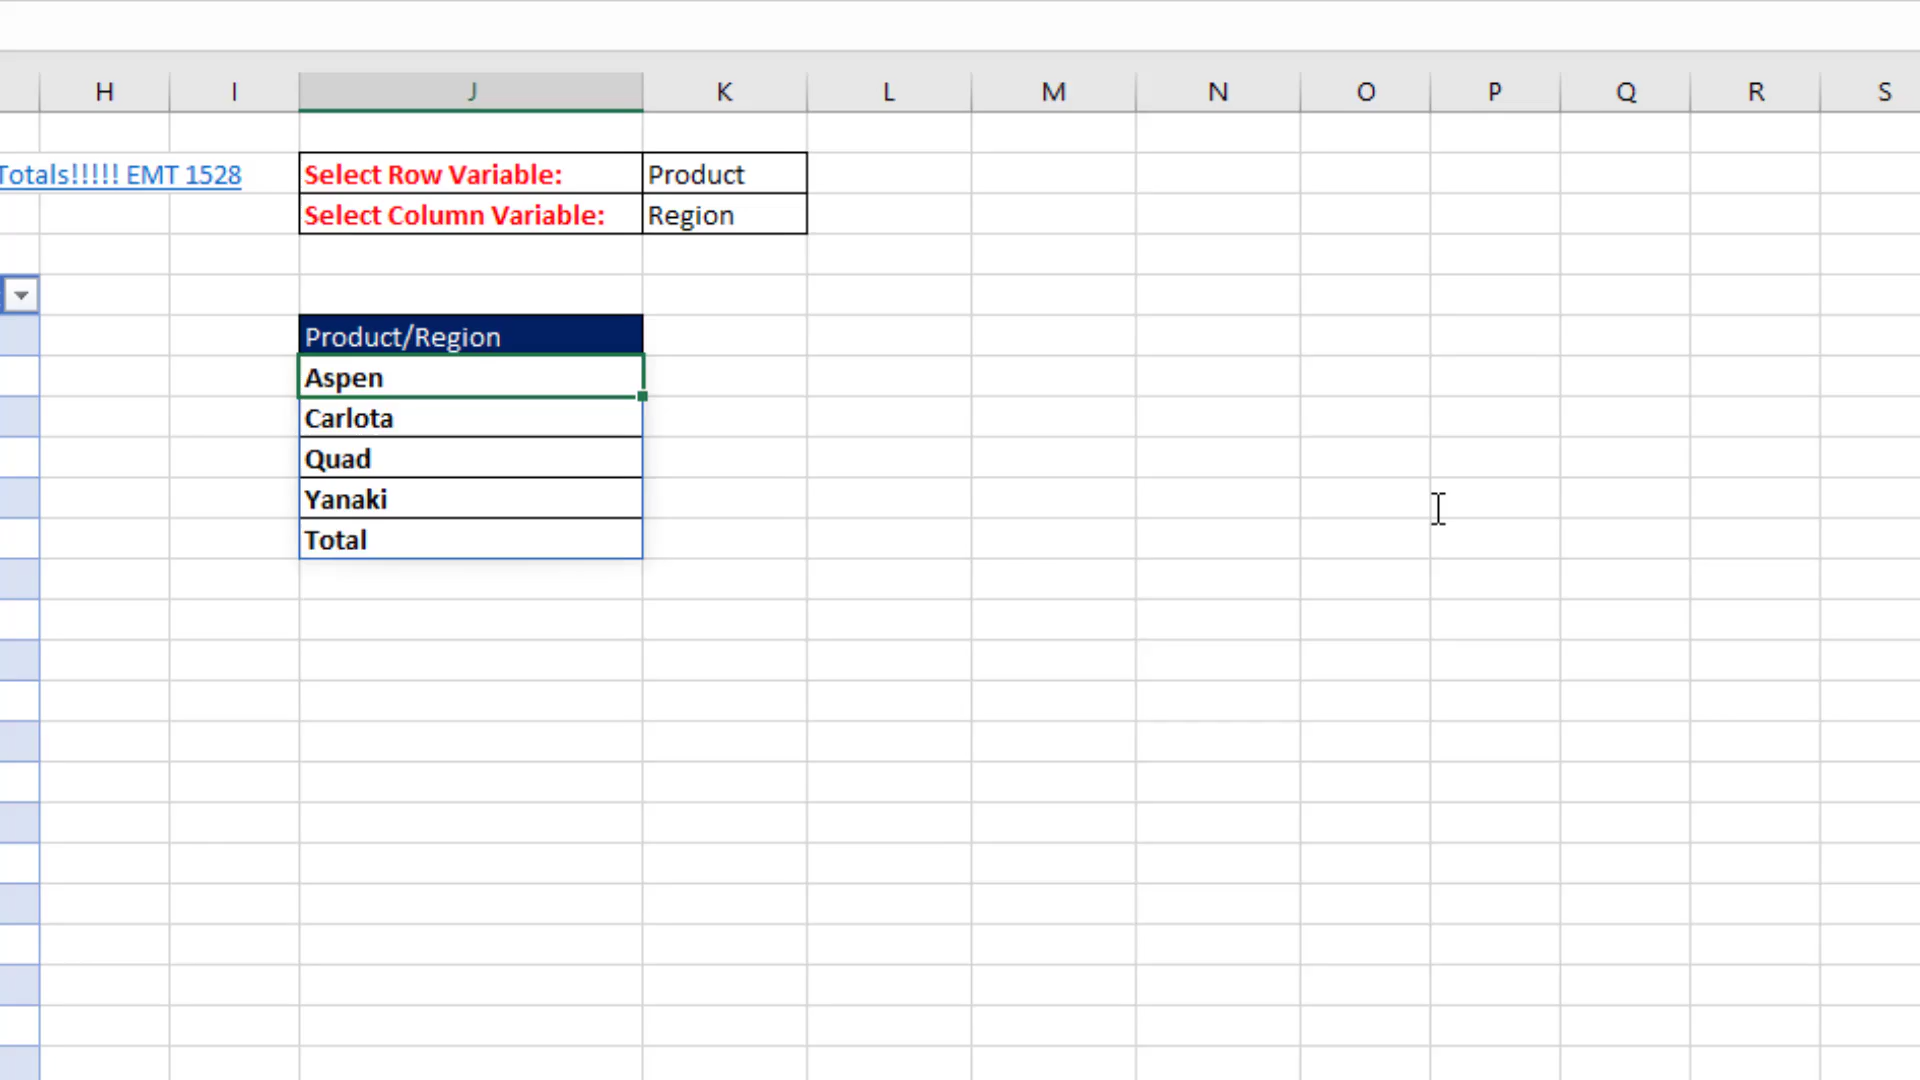 H I J K L M N O P Q R S
Totals!!!!! EMT 1528 Select Row Variable: Product
Select Column Variable: Region
Product/Region
Aspen
Carlota
Quad
Yanaki
Total